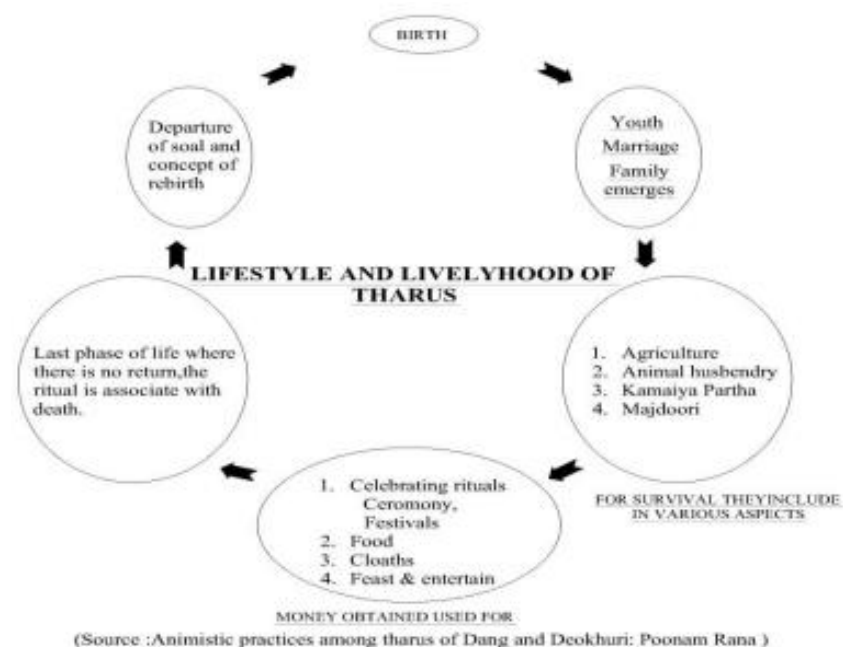 BIRTH
Youth
Marriage
Family
emerges
1. Agriculture
2. Animal husbendry
3. Kamaiya Partha
4. Majdoori
FOR SURVIVAL THEYINCLUDE
IN VARIOUS ASPECTS
1. Celebrating rituals
Ceromony,
Festivals
2. Food
3. Cloaths
4. Feast & entertain
MONEY OBTAINED USED FOR
Last phase of life where
there is no return,the
ritual is associate with
death.
Departure
of soal and
concept of
rebirth
LIFESTYLE AND LIVELYHOOD OF
THARUS
(Source :Animistic practices among tharus of Dang and Deokhuri: Poonam Rana )